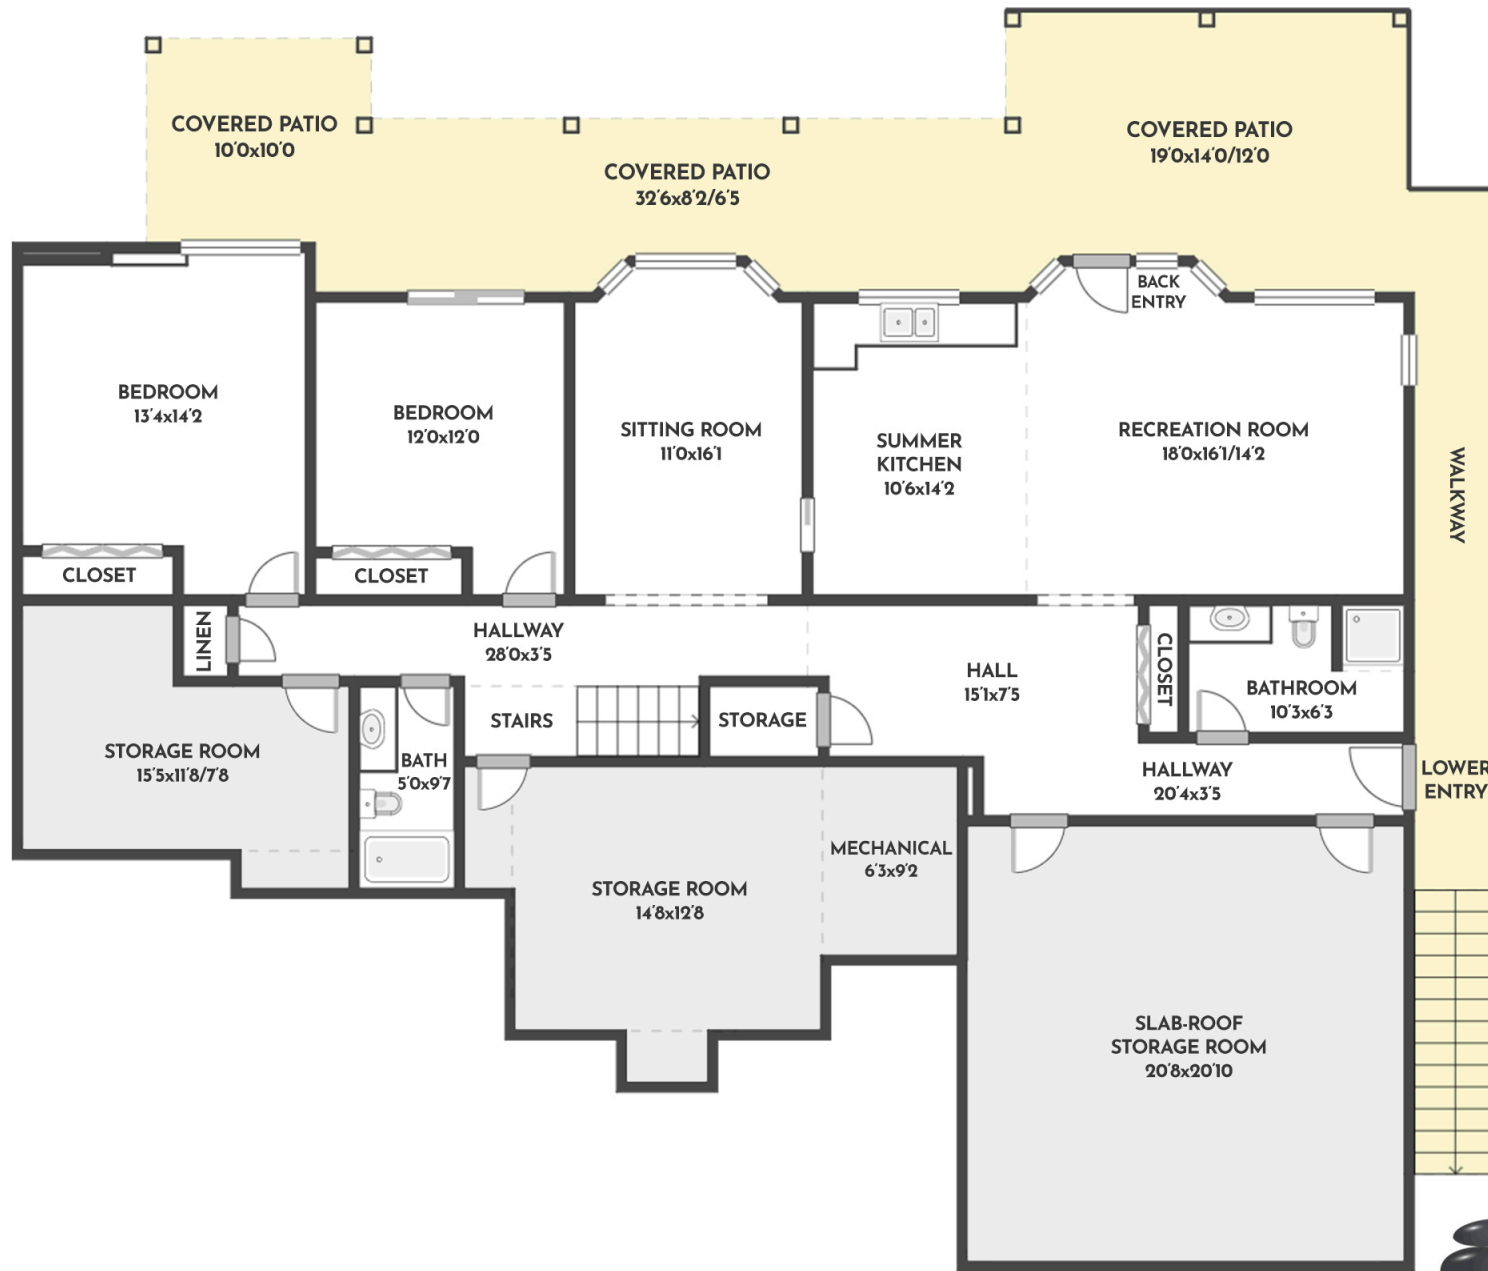 COVERED PATIO
10'0x10'0
COVERED PATIO
32'6x8'2/6'5
COVERED PATIO
19'0x14'0/12'0
BACK
ENTRY
BEDROOM
13'4x14'2
BEDROOM
12'0x12'0
SITTING ROOM
11'0x16'1
SUMMER
KITCHEN
10'6x14'2
RECREATION ROOM
18'0x16'1/14'2
WALKWAY
CLOSET
CLOSET
LINEN
HALLWAY
28'0x3'5
HALL
15'1x7'5
CLOSET
BATHROOM
10'3x6'3
STORAGE ROOM
15'5x11'8/7'8
STAIRS
STORAGE
BATH
5'0x9'7
HALLWAY
20'4x3'5
LOWER
ENTRY
MECHANICAL
6'3x9'2
STORAGE ROOM
14'8x12'8
SLAB-ROOF
STORAGE ROOM
20'8x20'10